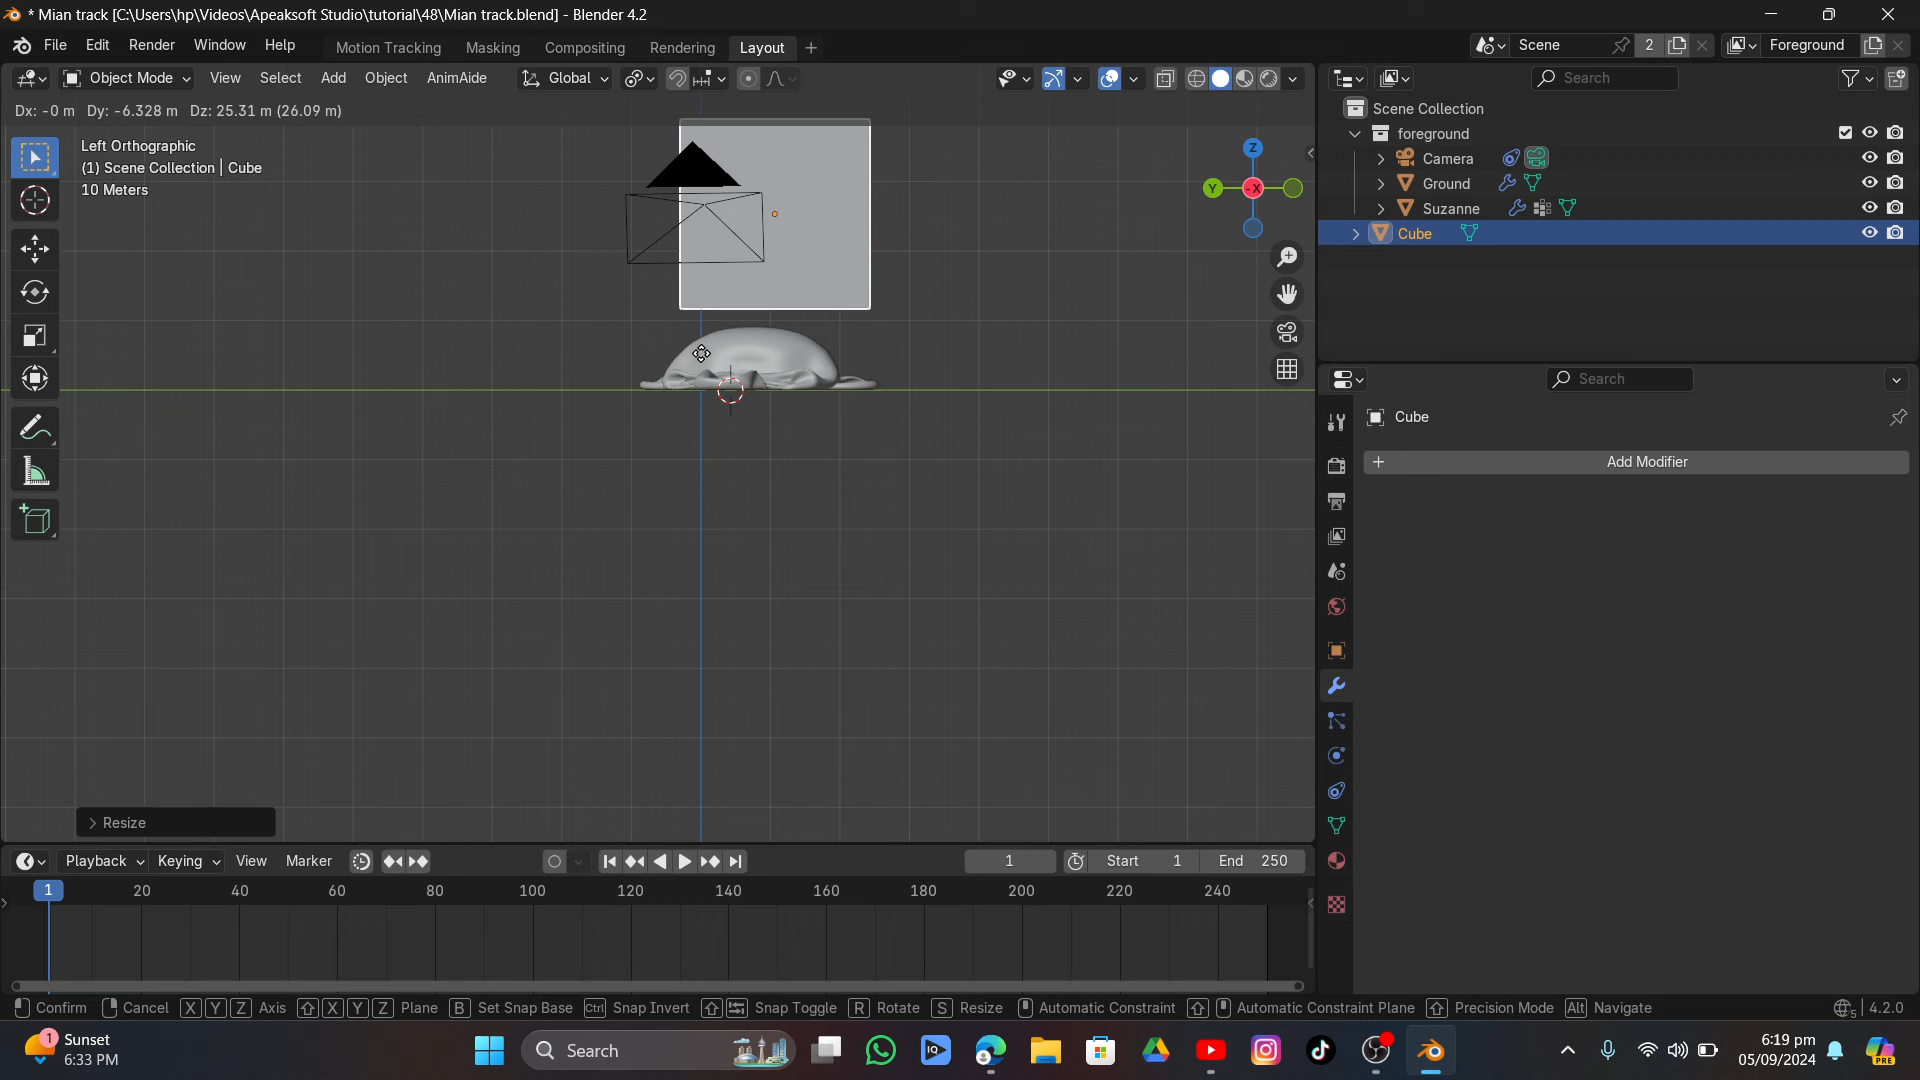 * Mian track [C:\Users\hp\Videos\Apeaksoft Studio\tutorial\48\Mian track.blend] - Blender 4.2
File Edit Render Window Help Motion Tracking Masking Compositing Rendering Layout Scene 2 Foreground
Object Mode View Select Add Object AnimAide Global Search
Dx: -0 m Dy: -6.328 m Dz: 25.31 m (26.09 m)
Scene Collection
foreground
Camera
Ground
Suzanne
Cube
Left Orthographic
(1) Scene Collection | Cube
10 Meters
Z
Y
-X
Search
Cube
Add Modifier
Resize
Playback Keying View Marker 1 Start 1 End 250
1 20 40 60 80 100 120 140 160 180 200 220 240
Confirm Cancel X Y Z Axis X Y Z Plane B Set Snap Base Ctrl Snap Invert Snap Toggle R Rotate S Resize Automatic Constraint Automatic Constraint Plane Precision Mode Alt Navigate 5 4.2.0
1 Sunset
6:33 PM
Search
IQ
PRE
6:19 pm
05/09/2024